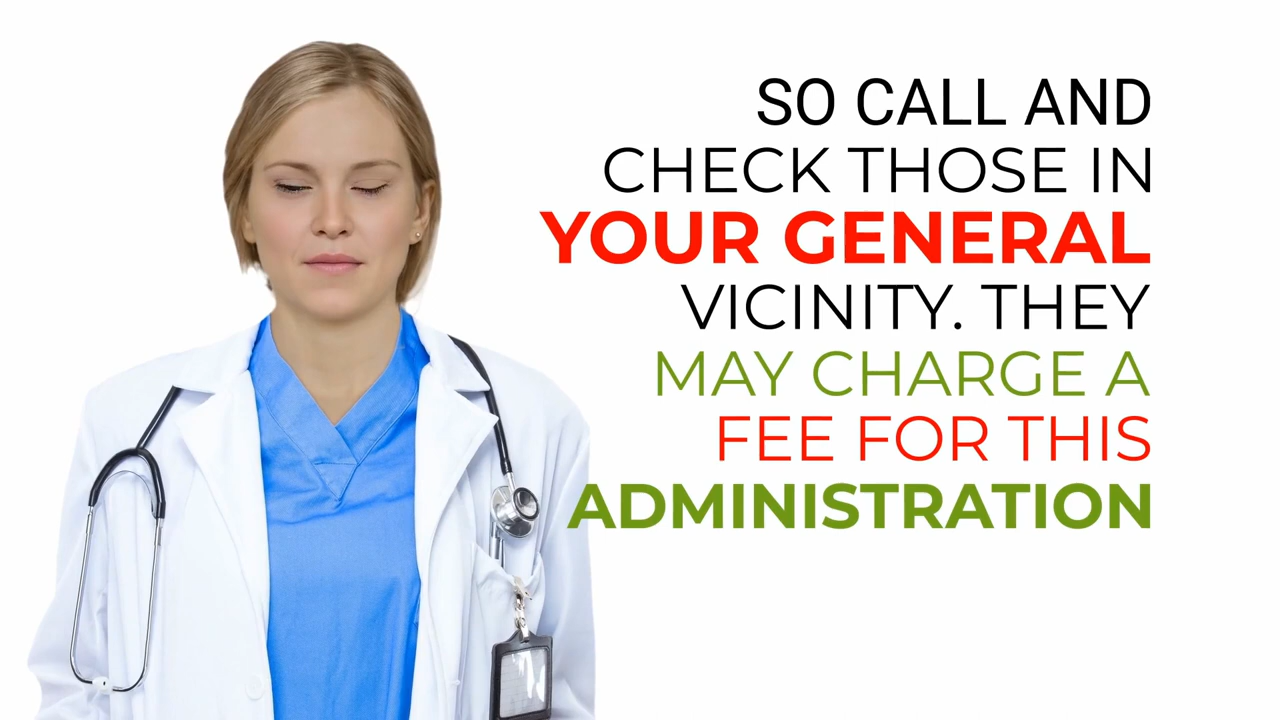 SO CALL AND
CHECK THOSE IN
YOUR GENERAL
VICINITY. THEY
MAY CHARGE A
FEE FOR THIS
ADMINISTRATION